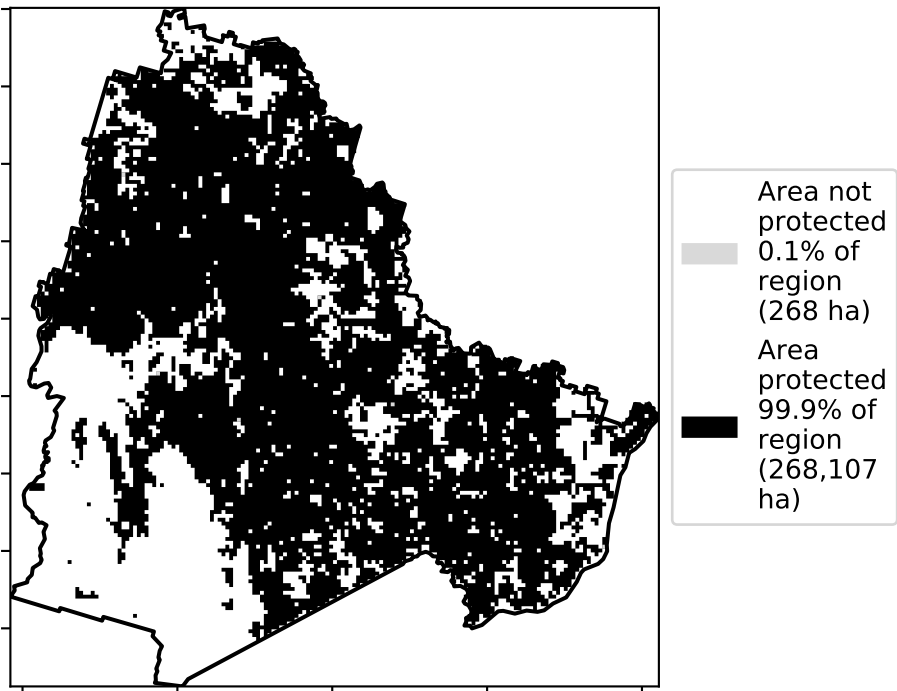 Area not
protected
0.1% of
region
(268 ha)
Area
protected
99.9% of
region
(268,107
ha)